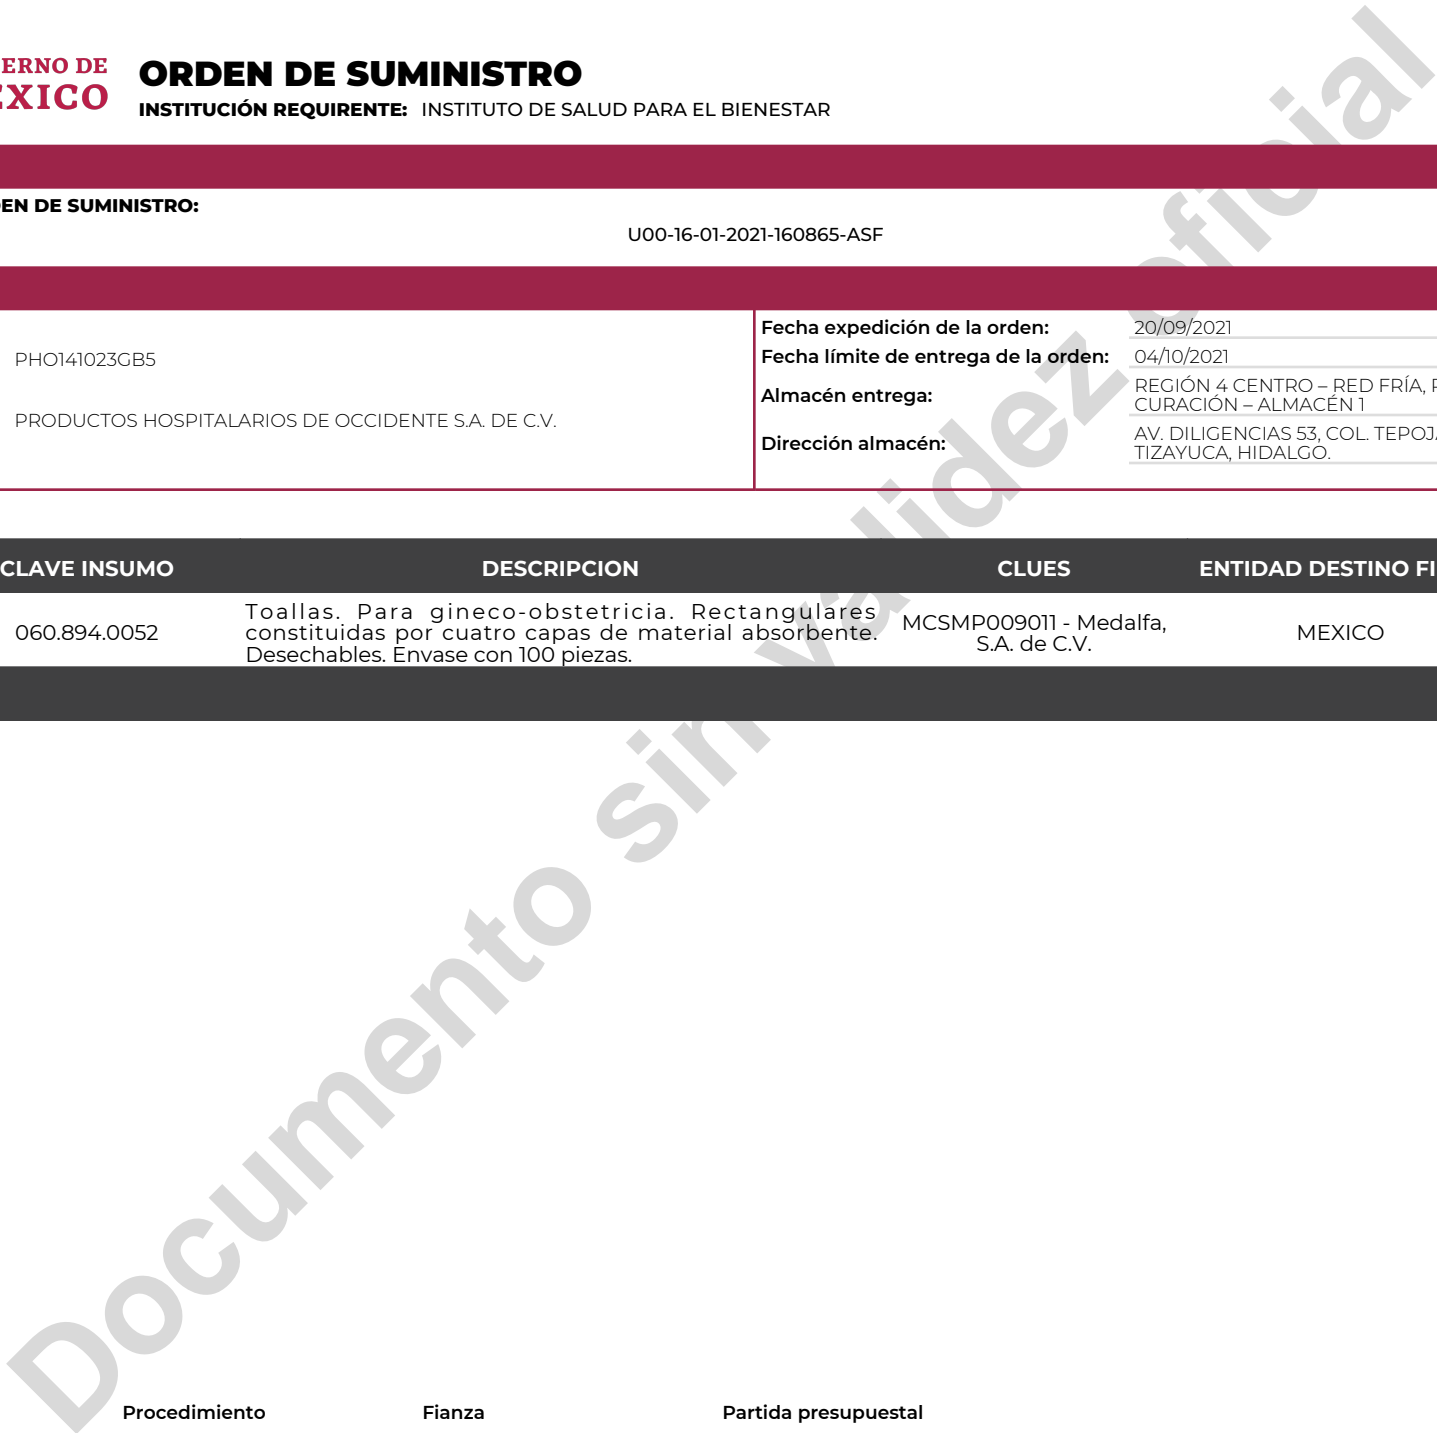 ERNO DE
EXICO
ORDEN DE SUMINISTRO
INSTITUCIÓN REQUIRENTE: INSTITUTO DE SALUD PARA EL BIENESTAR
EN DE SUMINISTRO:
U00-16-01-2021-160865-ASF
PHO141023GB5
PRODUCTOS HOSPITALARIOS DE OCCIDENTE S.A. DE C.V.
Fecha expedición de la orden: 20/09/2021
Fecha límite de entrega de la orden: 04/10/2021
Almacén entrega: REGIÓN 4 CENTRO – RED FRÍA,
CURACIÓN – ALMACÉN 1
Dirección almacén: AV. DILIGENCIAS 53, COL. TEPOJ
TIZAYUCA, HIDALGO.
CLAVE INSUMO DESCRIPCION CLUES ENTIDAD DESTINO FI
060.894.0052
Toallas. Para gineco-obstetricia. Rectangulares
constituidas por cuatro capas de material absorbente.
Desechables. Envase con 100 piezas.
MCSMP009011 - Medalfa,
S.A. de C.V.
MEXICO
Documento sin validez oficial
Procedimiento Fianza Partida presupuestal